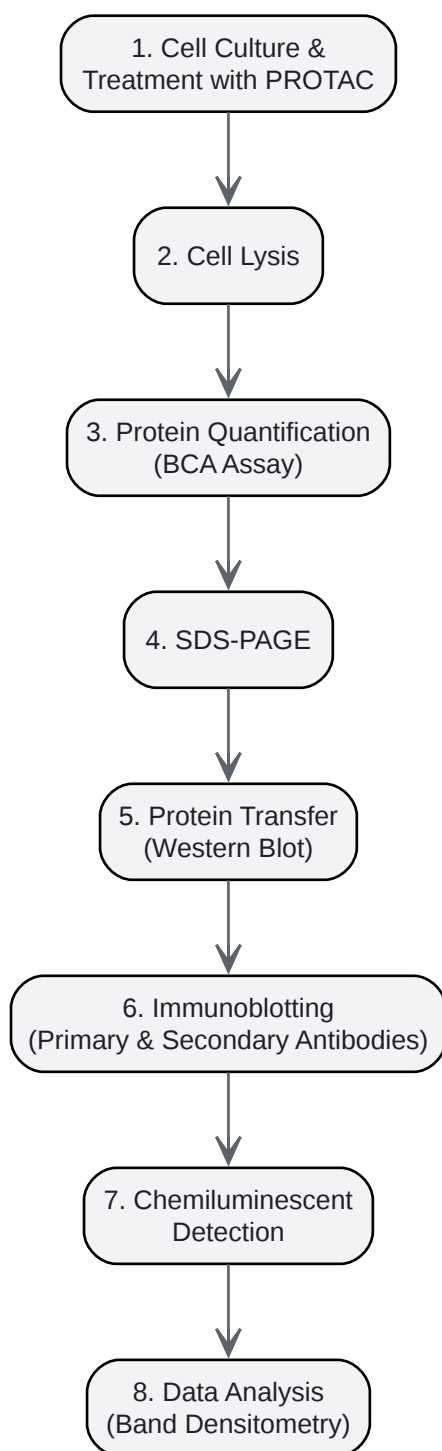 1. Cell Culture &
Treatment with PROTAC
2. Cell Lysis
3. Protein Quantification
(BCA Assay)
4. SDS-PAGE
5. Protein Transfer
(Western Blot)
6. Immunoblotting
(Primary & Secondary Antibodies)
7. Chemiluminescent
Detection
8. Data Analysis
(Band Densitometry)